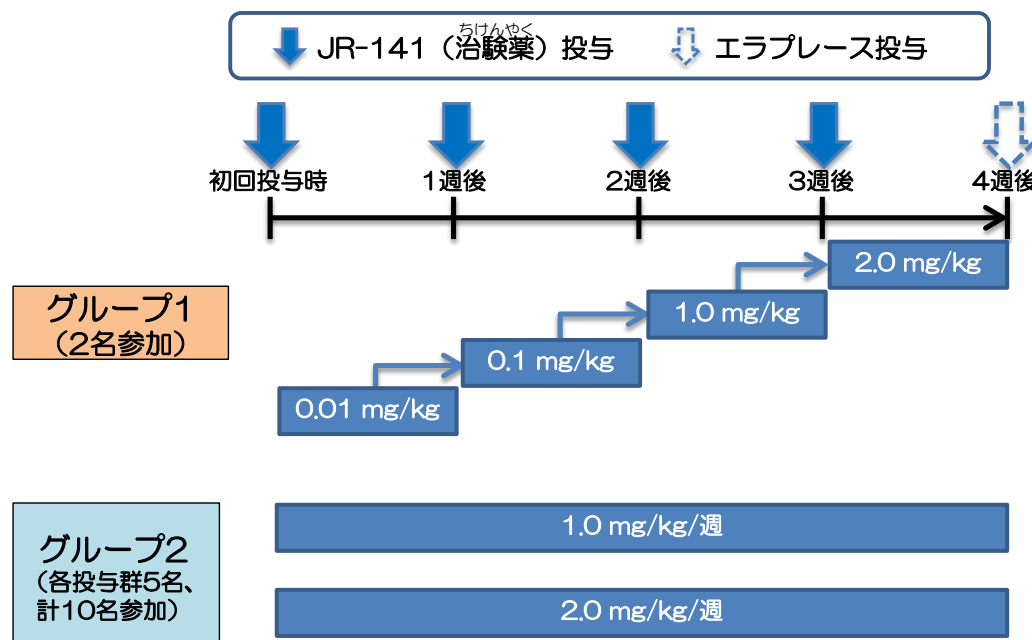 ちけんやく
JR-141（治験薬）投与
エラプレース投与
初回投与時
1週後
2週後
3週後
4週後
2.0 mg/kg
グループ1
（2名参加）
1.0 mg/kg
0.1 mg/kg
0.01 mg/kg
グループ2
（各投与群5名、
計10名参加）
1.0 mg/kg/週
2.0 mg/kg/週